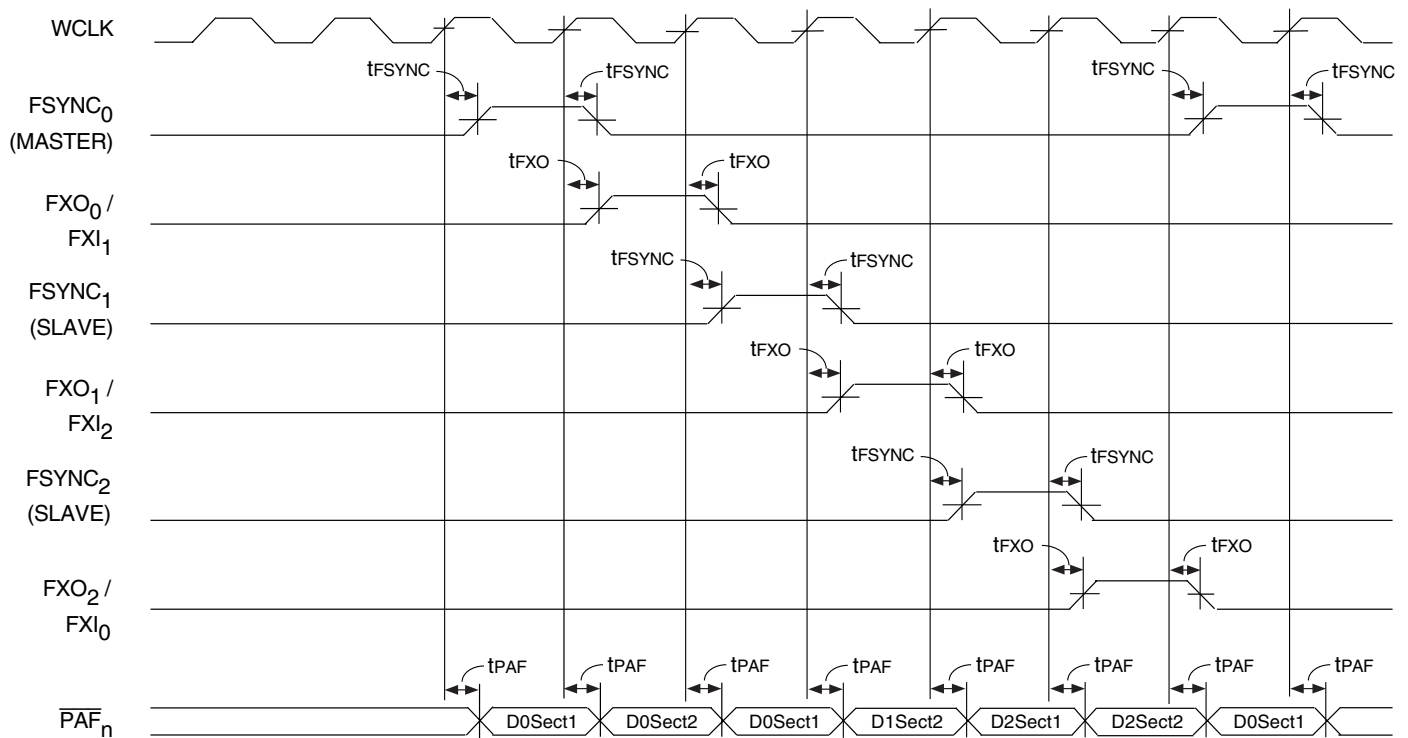 WCLK
tFSYNC tFSYNC tFSYNC tFSYNC
FSYNC0
(MASTER)
tFXO tFXO
FXO0 /
FXI1
tFSYNC tFSYNC
FSYNC1
(SLAVE)
tFXO tFXO
FXO1 /
FXI2
tFSYNC tFSYNC
FSYNC2
(SLAVE)
tFXO tFXO
FXO2 /
FXI0
tPAF tPAF tPAF tPAF tPAF tPAF tPAF tPAF
PAFn D0Sect1 D0Sect2 D0Sect1 D1Sect2 D2Sect1 D2Sect2 D0Sect1